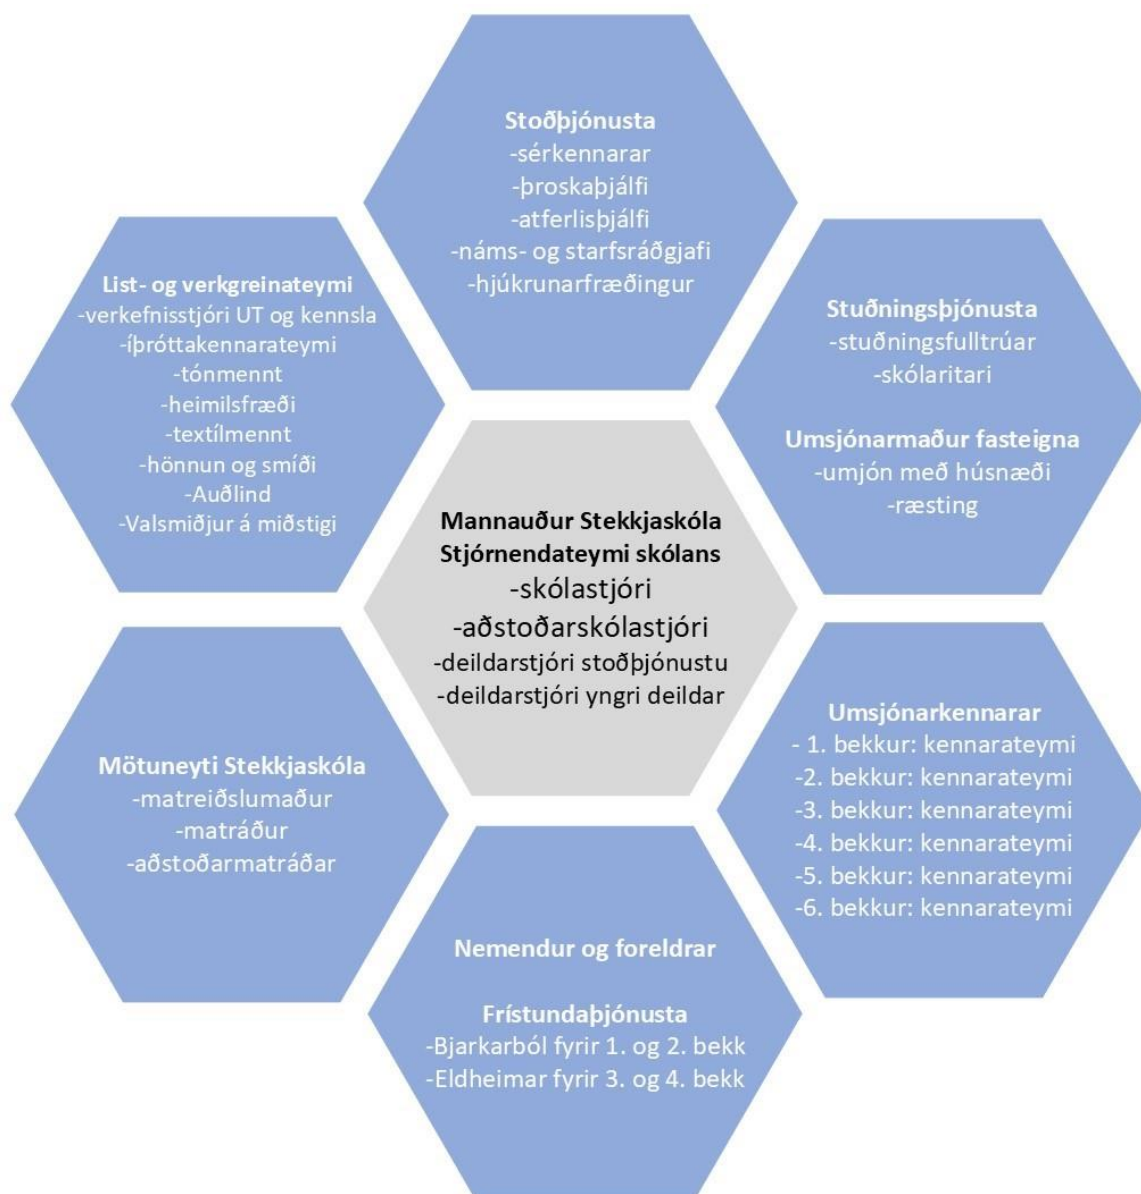 Stoðþjónusta
-sérkennarar
-þroskaþjálfi
-atferlisþjálfi
-náms- og starfsráðgjafi
-hjúkrunarfræðingur
List- og verkgreinateymi
-verkefnisstjóri UT og kennsla
-íþróttakennarateymi
-tónmennt
-heimilsfræði
-textílmennt
-hönnun og smíði
-Auðlind
-Valsmiðjur á miðstigi
Stuðningsþjónusta
-stuðningsfulltrúar
-skólaritari
Umsjónarmaður fasteigna
-umjón með húsnæði
-ræsting
Mannauður Stekkjaskóla
Stjórnendateymi skólans
-skólastjóri
-aðstoðarskólastjóri
-deildarstjóri stoðþjónustu
-deildarstjóri yngri deildar
Mötuneyti Stekkjaskóla
-matreiðslumaður
-matráður
-aðstoðarmatráðar
Umsjónarkennarar
- 1. bekkur: kennarateymi
-2. bekkur: kennarateymi
-3. bekkur: kennarateymi
-4. bekkur: kennarateymi
-5. bekkur: kennarateymi
-6. bekkur: kennarateymi
Nemendur og foreldrar
Frístundaþjónusta
-Bjarkarból fyrir 1. og 2. bekk
-Eldheimar fyrir 3. og 4. bekk